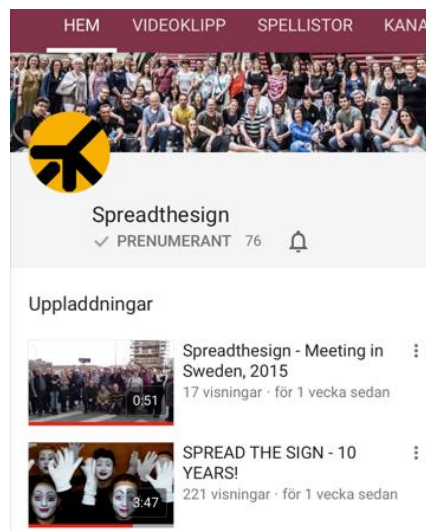 HEM VIDEOKLIPP SPELLISTOR KANA
Spreadthesign
PRENUMERANT 76
Uppladdningar
Spreadthesign - Meeting in
Sweden, 2015
17 visningar · för 1 vecka sedan
0:51
SPREAD THE SIGN - 10
YEARS!
221 visningar · för 1 vecka sedan
3:47